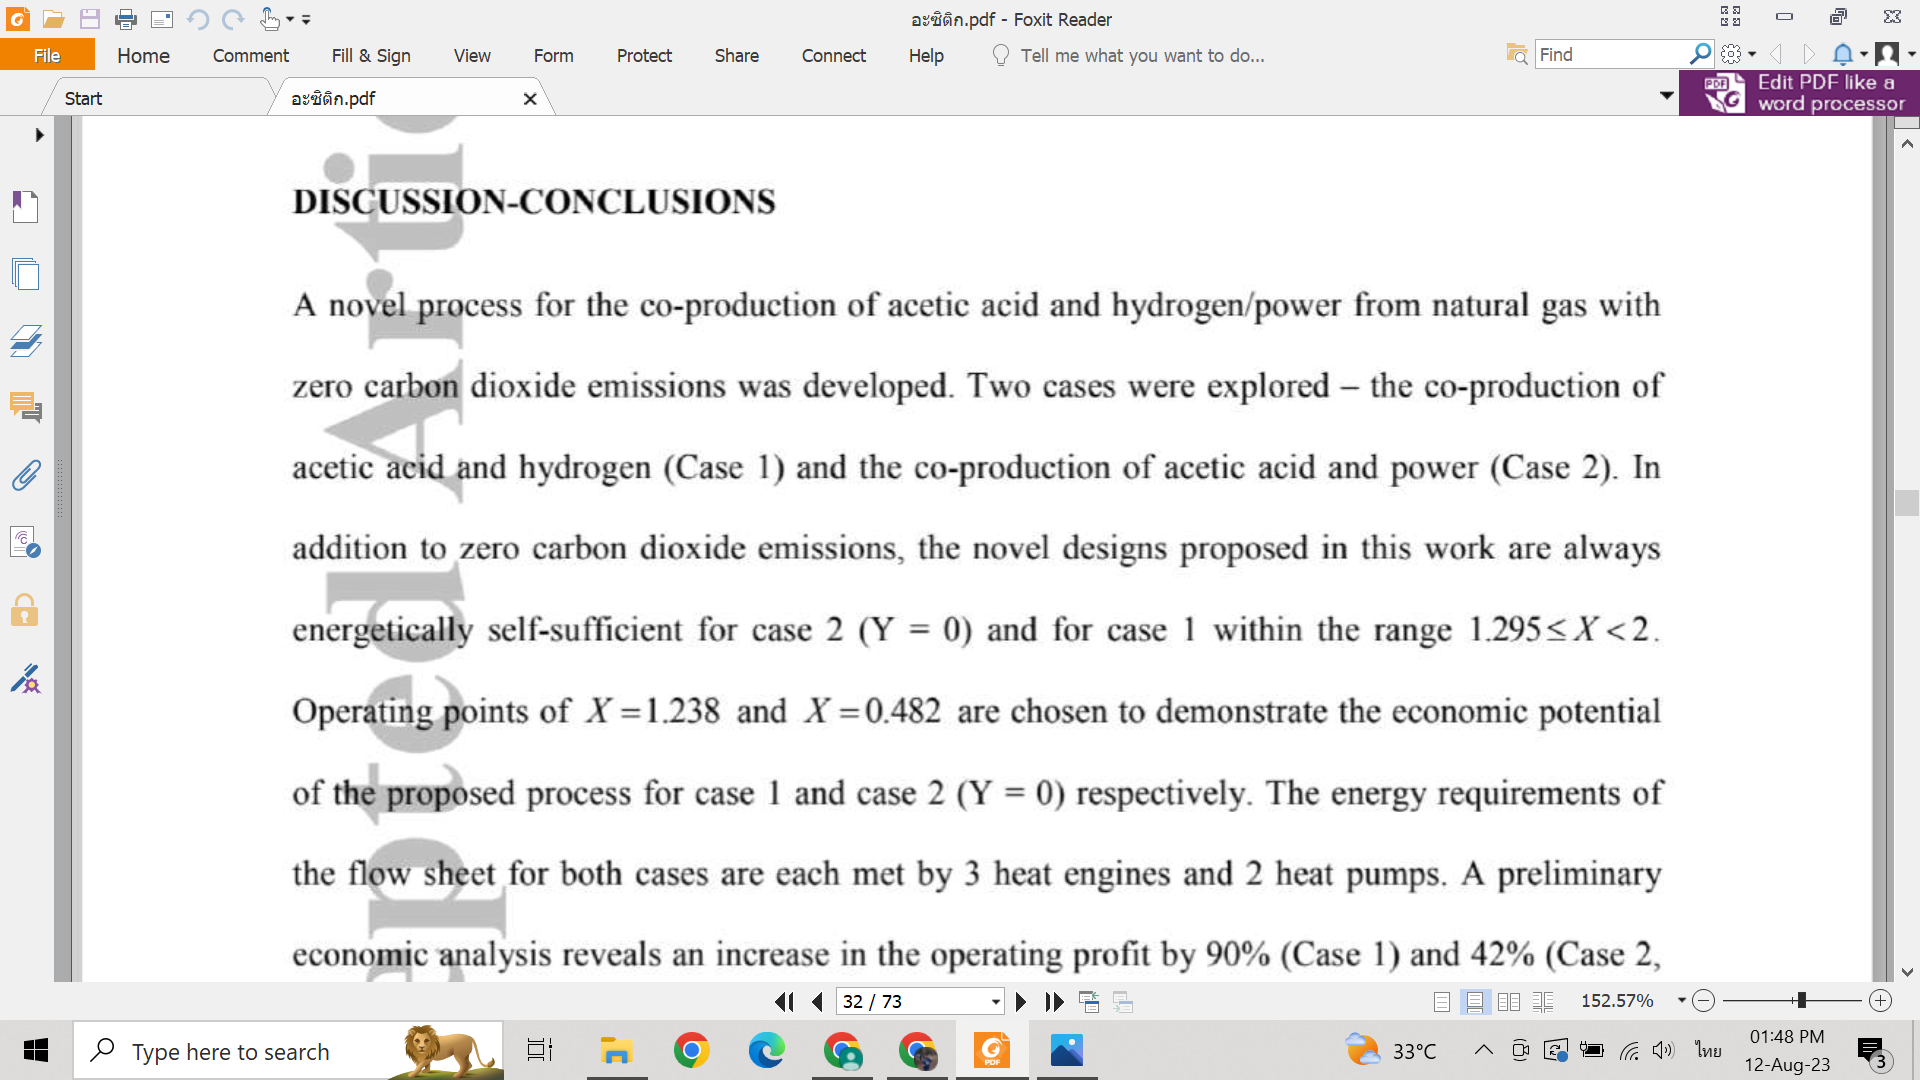 อะซิติก.pdf - Foxit Reader
File Home Comment Fill & Sign View Form Protect Share Connect Help Tell me what you want to do... Find
Start อะซิติก.pdf
Edit PDF like a
word processor
DISCUSSION-CONCLUSIONS
A novel process for the co-production of acetic acid and hydrogen/power from natural gas with
zero carbon dioxide emissions was developed. Two cases were explored – the co-production of
acetic acid and hydrogen (Case 1) and the co-production of acetic acid and power (Case 2). In
addition to zero carbon dioxide emissions, the novel designs proposed in this work are always
energetically self-sufficient for case 2 (Y = 0) and for case 1 within the range 1.295≤X<2.
Operating points of X=1.238 and X=0.482 are chosen to demonstrate the economic potential
of the proposed process for case 1 and case 2 (Y = 0) respectively. The energy requirements of
the flow sheet for both cases are each met by 3 heat engines and 2 heat pumps. A preliminary
economic analysis reveals an increase in the operating profit by 90% (Case 1) and 42% (Case 2,
32 / 73
152.57%
Type here to search
33°C
ไทย
01:48 PM
12-Aug-23
3